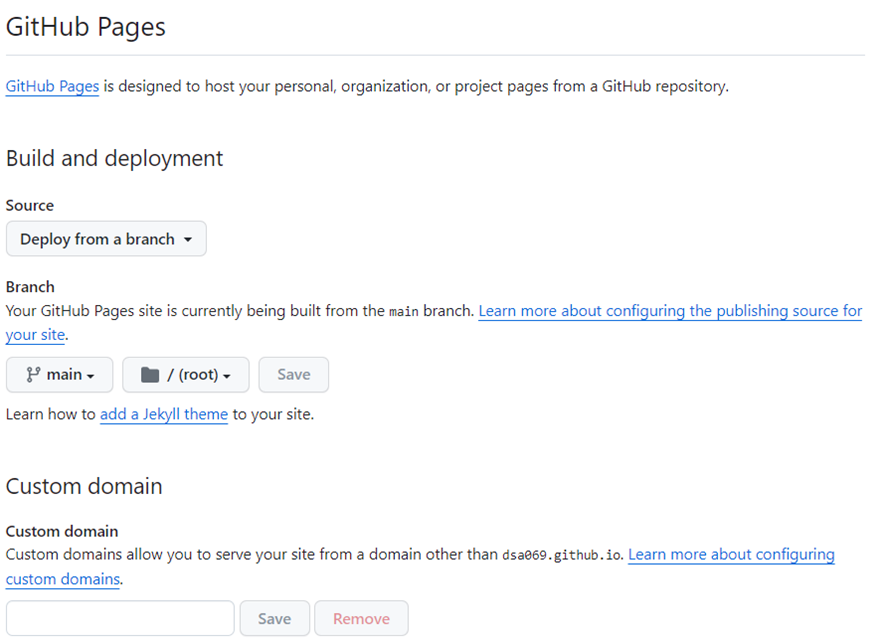 GitHub Pages
GitHub Pages is designed to host your personal, organization, or project pages from a GitHub repository.
Build and deployment
Source
Deploy from a branch
Branch
Your GitHub Pages site is currently being built from the main branch. Learn more about configuring the publishing source for
your site.
main / (root) Save
Learn how to add a Jekyll theme to your site.
Custom domain
Custom domain
Custom domains allow you to serve your site from a domain other than dsa069.github.io. Learn more about configuring
custom domains.
Save Remove